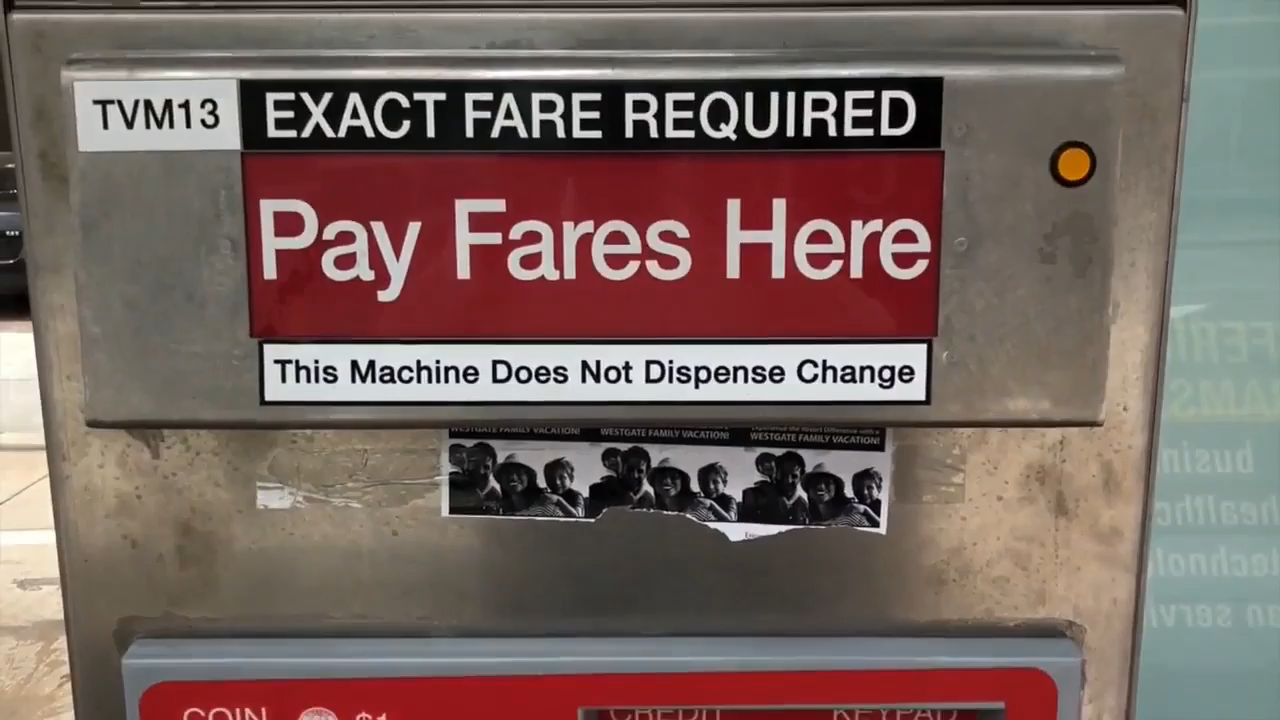 TVM13 EXACT FARE REQUIRED
Pay Fares Here
This Machine Does Not Dispense Change
WESTGATE FAMILY VACATION! WESTGATE FAMILY VACATION! WESTGATE FAMILY VACATION!
busin
COIN $1 CREDIT KEYPAD